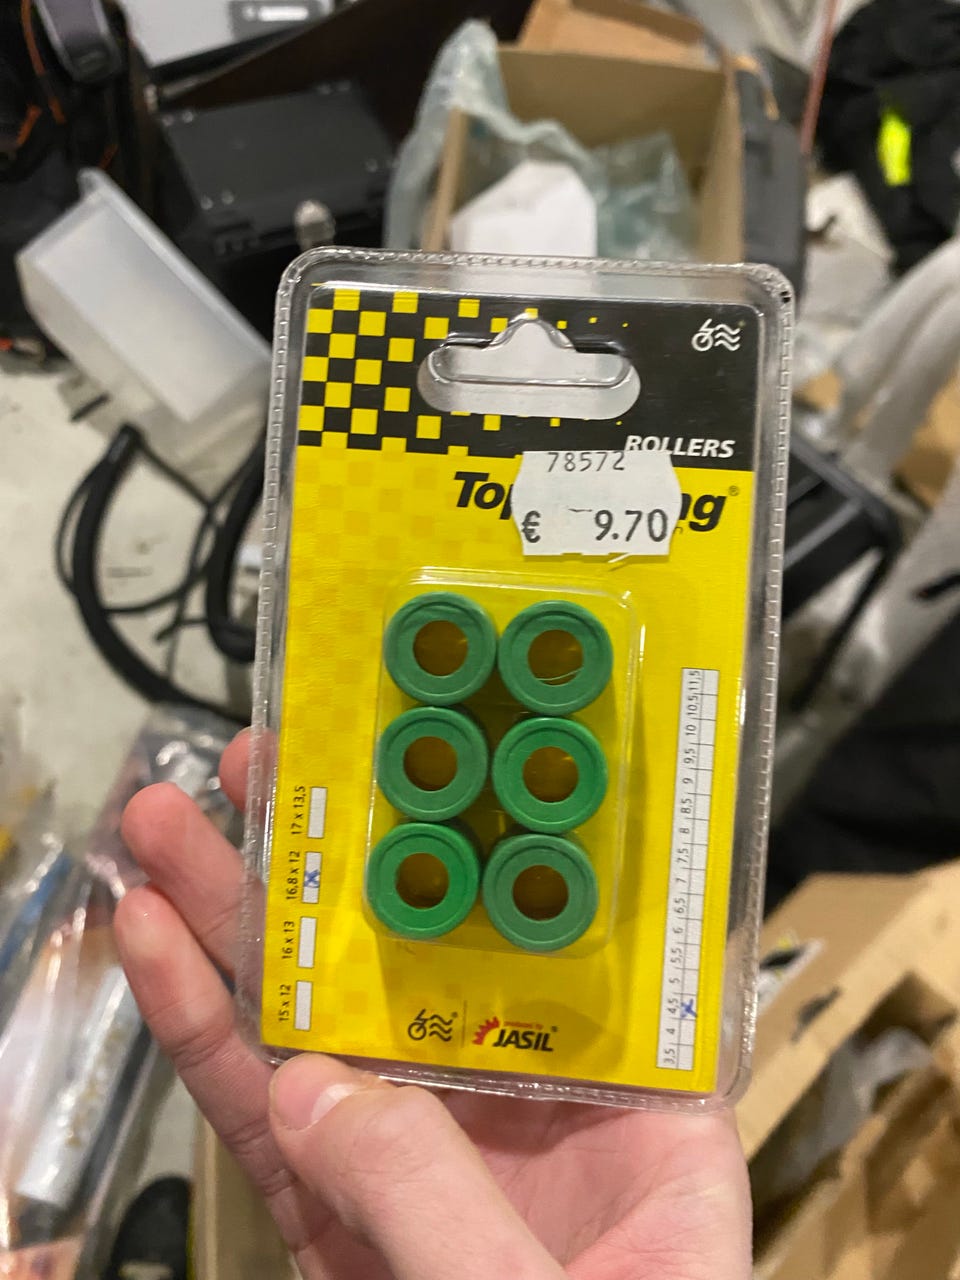 ROLLERS
78572
€ 9.70
15 x 12
16 x 13
16,8 x 12
17 x 13,5
3,5 4 4,5 5 5,5 6 6,5 7 7,5 8 8,5 9 9,5 10 10,5 11,5
JASIL